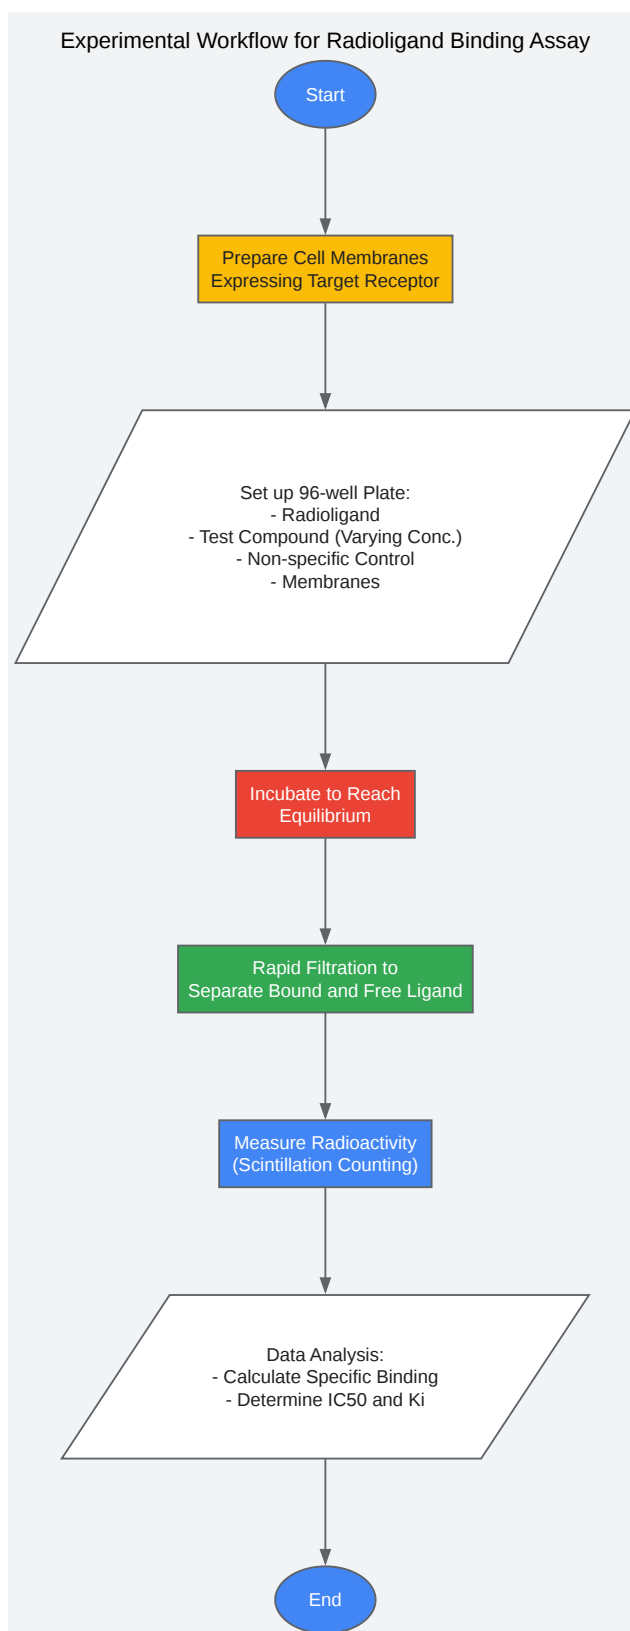 Experimental Workflow for Radioligand Binding Assay
Start
Prepare Cell Membranes
Expressing Target Receptor
Set up 96-well Plate:
- Radioligand
- Test Compound (Varying Conc.)
- Non-specific Control
- Membranes
Incubate to Reach
Equilibrium
Rapid Filtration to
Separate Bound and Free Ligand
Measure Radioactivity
(Scintillation Counting)
Data Analysis:
- Calculate Specific Binding
- Determine IC50 and Ki
End